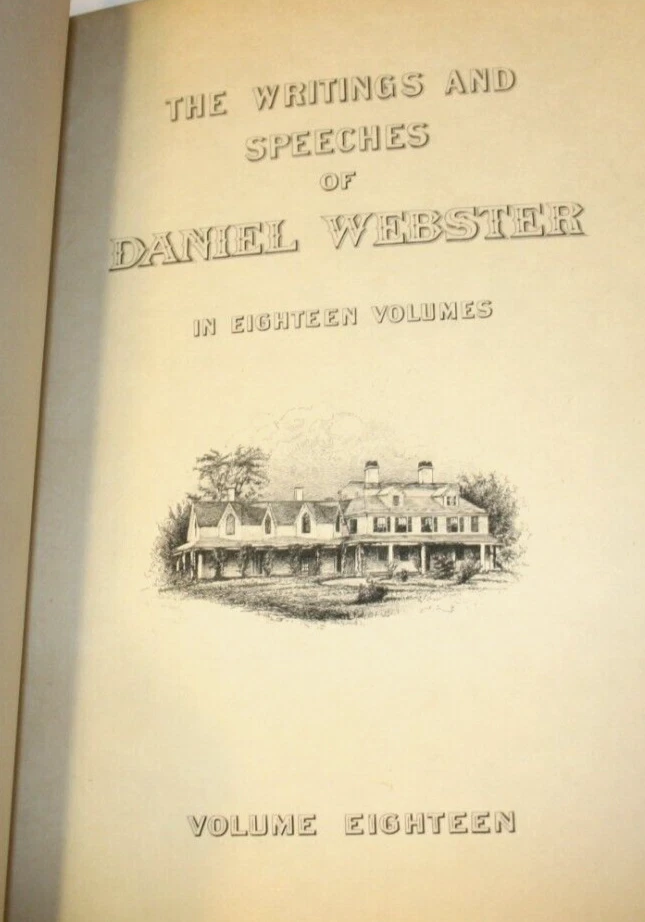 THE WRITINGS AND
SPEECHES
OF
DANIEL WEBSTER
IN EIGHTEEN VOLUMES
VOLUME EIGHTEEN